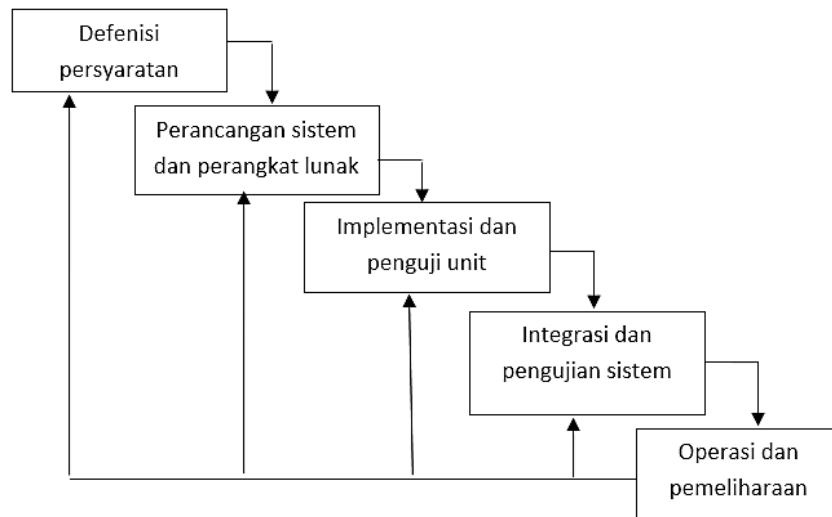 Defenisi
persyaratan
Perancangan sistem
dan perangkat lunak
Implementasi dan
penguji unit
Integrasi dan
pengujian sistem
Operasi dan
pemeliharaan